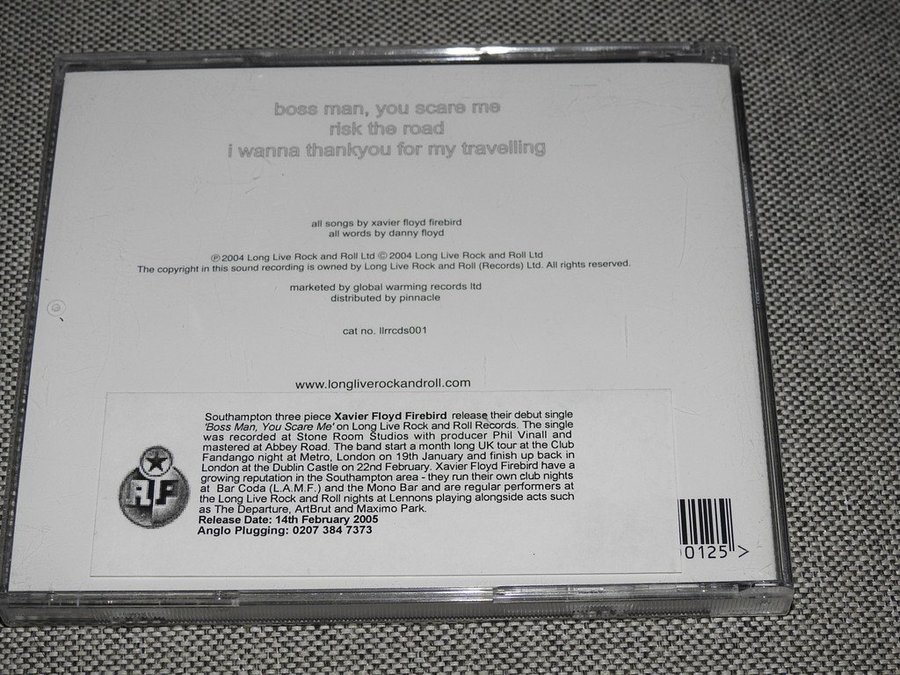 boss man, you scare me
risk the road
i wanna thankyou for my travelling
all songs by xavier floyd firebird
all words by danny floyd
℗2004 Long Live Rock and Roll Ltd ©2004 Long Live Rock and Roll Ltd
The copyright in this sound recording is owned by Long Live Rock and Roll (Records) Ltd. All rights reserved.
marketed by global warming records ltd
distributed by pinnacle
cat no. llrrcds001
www.longliverockandroll.com
Southampton three piece Xavier Floyd Firebird release their debut single
'Boss Man, You Scare Me' on Long Live Rock and Roll Records. The single
was recorded at Stone Room Studios with producer Phil Vinall and
mastered at Abbey Road. The band start a month long UK tour at the Club
Fandango night at Metro, London on 19th January and finish up back in
London at the Dublin Castle on 22nd February. Xavier Floyd Firebird have a
growing reputation in the Southampton area - they run their own club nights
at Bar Coda (L.A.M.F.) and the Mono Bar and are regular performers at
the Long Live Rock and Roll nights at Lennons playing alongside acts such
as The Departure, ArtBrut and Maximo Park.
Release Date: 14th February 2005
Anglo Plugging: 0207 384 7373
AP
00125 >